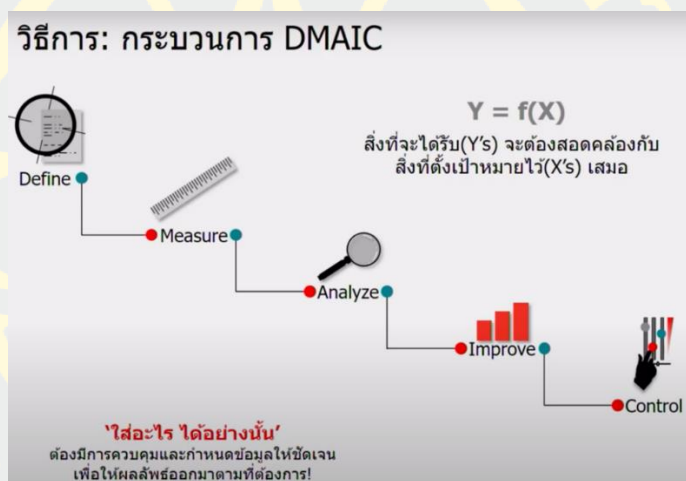 วิธีการ: กระบวนการ DMAIC
Y = f(X)
สิ่งที่จะได้รับ(Y's) จะต้องสอดคล้องกับ
สิ่งที่ตั้งเป้าหมายไว้(X's) เสมอ
Define
Measure
Analyze
Improve
Control
'ใส่อะไร ได้อย่างนั้น'
ต้องมีการควบคุมและกำหนดข้อมูลให้ชัดเจน
เพื่อให้ผลลัพธ์ออกมาตามที่ต้องการ!